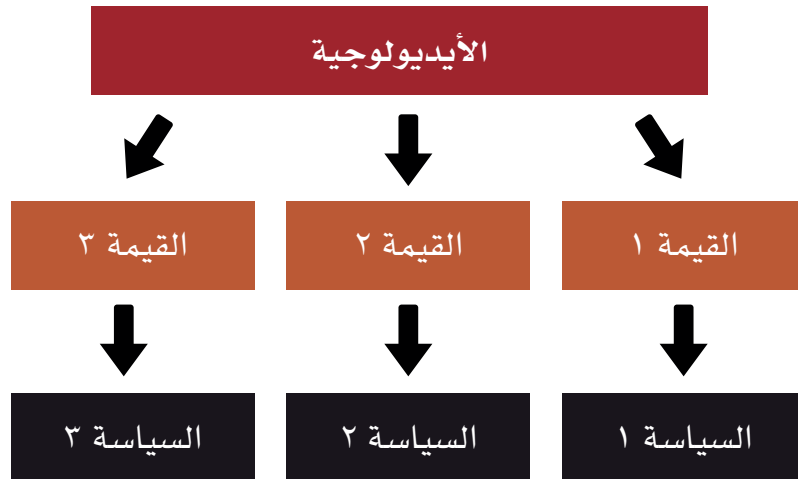 الأيديولوجية
القيمة ١
القيمة ٢
القيمة ٣
السياسة ١
السياسة ٢
السياسة ٣